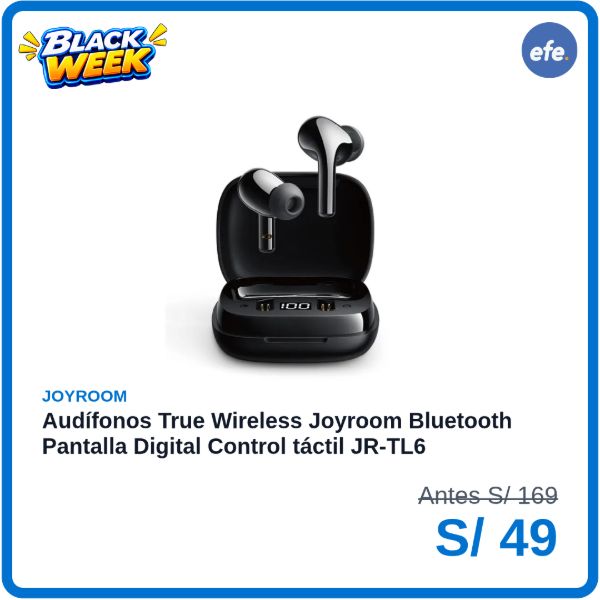 BLACK
WEEK
efe.
100
JOYROOM
Audífonos True Wireless Joyroom Bluetooth
Pantalla Digital Control táctil JR-TL6
Antes S/ 169
S/ 49